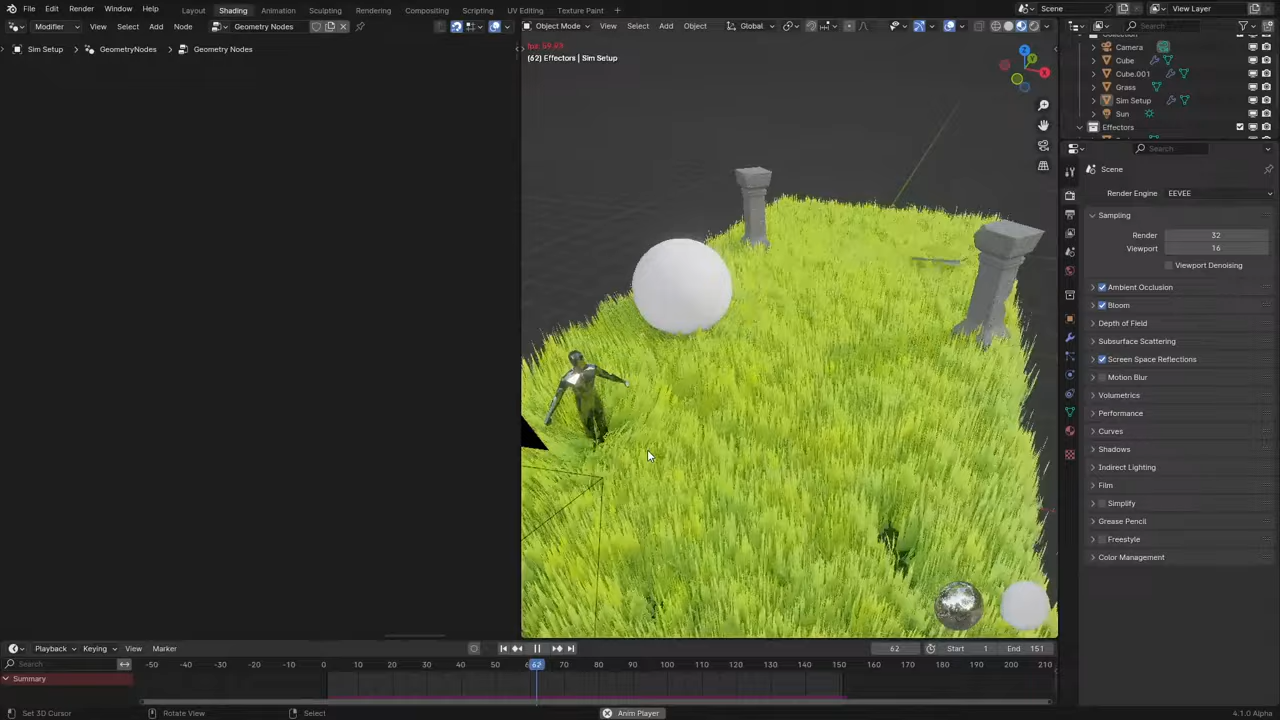 File Edit Render Window Help Layout Shading Animation Sculpting Rendering Compositing Scripting UV Editing Texture Paint + Scene View Layer
Modifier View Select Add Node Geometry Nodes
Object Mode View Select Add Object Global
Sim Setup GeometryNodes Geometry Nodes
(62) Effectors | Sim Setup
X
Y
Z
Search
Camera
Cube
Cube.001
Grass
Sim Setup
Sun
Effectors
Search
Scene
Render Engine EEVEE
Sampling
Render 32
Viewport 16
Viewport Denoising
Ambient Occlusion
Bloom
Depth of Field
Subsurface Scattering
Screen Space Reflections
Motion Blur
Volumetrics
Performance
Curves
Shadows
Indirect Lighting
Film
Simplify
Grease Pencil
Freestyle
Color Management
Playback Keying View Marker 62 Start 1 End 151
Search -50 -40 -30 -20 -10 0 10 20 30 40 50 62 70 80 90 100 110 120 130 140 150 160 170 180 190 200 210
Summary
Set 3D Cursor Rotate View Select Anim Player 4.1.0 Alpha